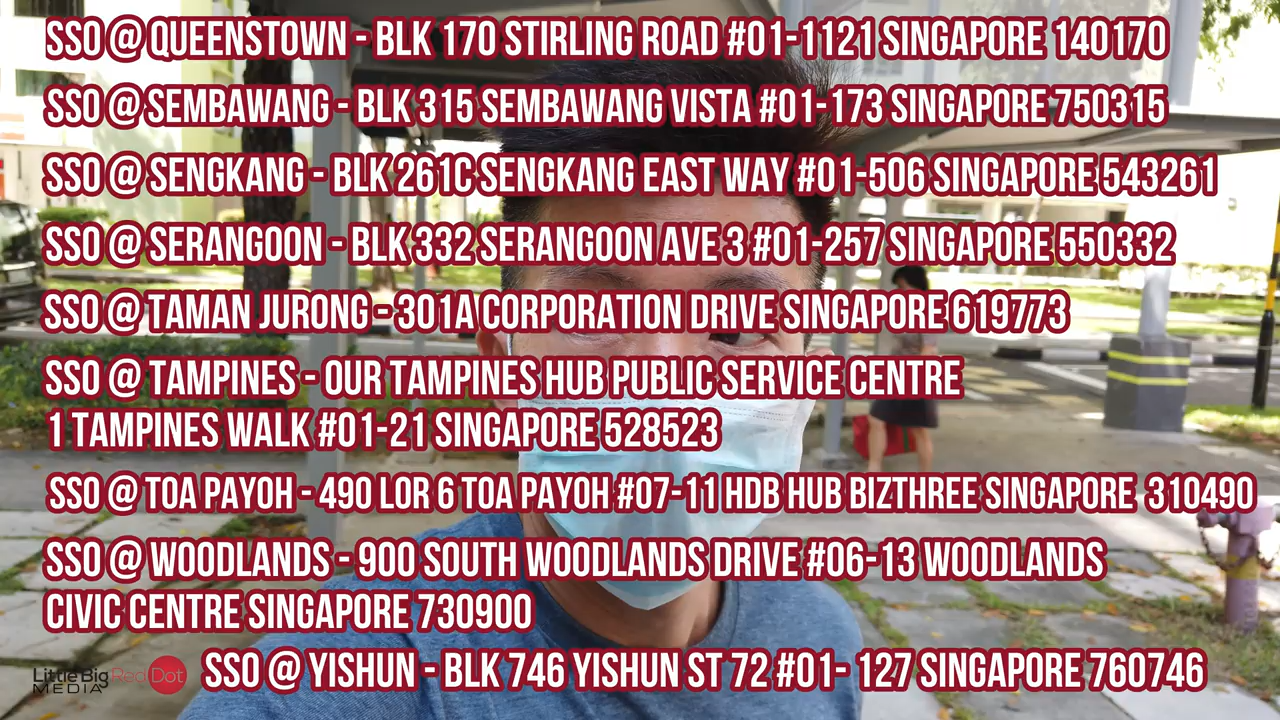 SSO @ QUEENSTOWN - BLK 170 STIRLING ROAD #01-1121 SINGAPORE 140170
SSO @ SEMBAWANG - BLK 315 SEMBAWANG VISTA #01-173 SINGAPORE 750315
SSO @ SENGKANG - BLK 261C SENGKANG EAST WAY #01-506 SINGAPORE 543261
SSO @ SERANGOON - BLK 332 SERANGOON AVE 3 #01-257 SINGAPORE 550332
SSO @ TAMAN JURONG - 301A CORPORATION DRIVE SINGAPORE 619773
SSO @ TAMPINES - OUR TAMPINES HUB PUBLIC SERVICE CENTRE
1 TAMPINES WALK #01-21 SINGAPORE 528523
SSO @ TOA PAYOH - 490 LOR 6 TOA PAYOH #07-11 HDB HUB BIZTHREE SINGAPORE 310490
SSO @ WOODLANDS - 900 SOUTH WOODLANDS DRIVE #06-13 WOODLANDS
CIVIC CENTRE SINGAPORE 730900
SSO @ YISHUN - BLK 746 YISHUN ST 72 #01- 127 SINGAPORE 760746
Little Big Red Dot
MEDIA